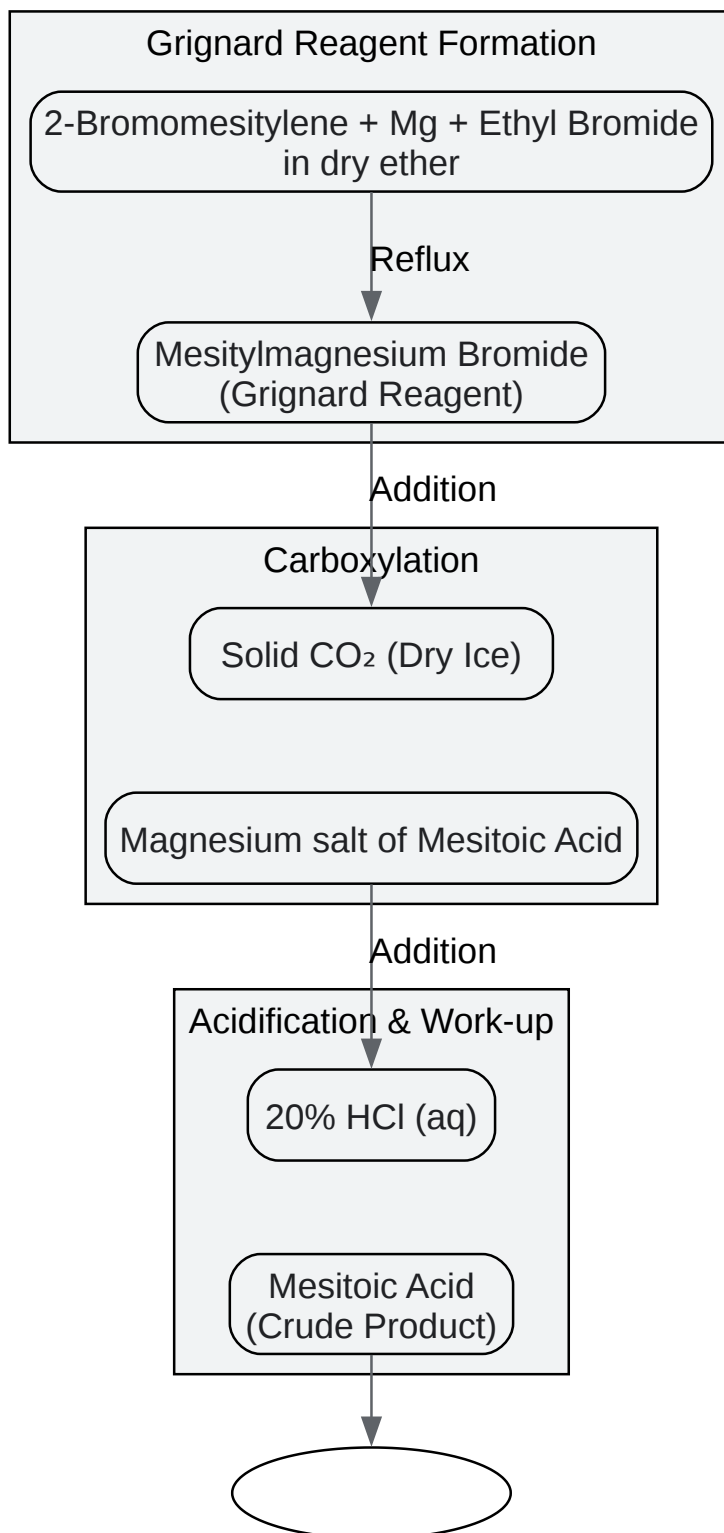 Grignard Reagent Formation
2-Bromomesitylene + Mg + Ethyl Bromide
in dry ether
Reflux
Mesitylmagnesium Bromide
(Grignard Reagent)
Addition
Carboxylation
Solid CO₂ (Dry Ice)
Magnesium salt of Mesitoic Acid
Addition
Acidification & Work-up
20% HCl (aq)
Mesitoic Acid
(Crude Product)